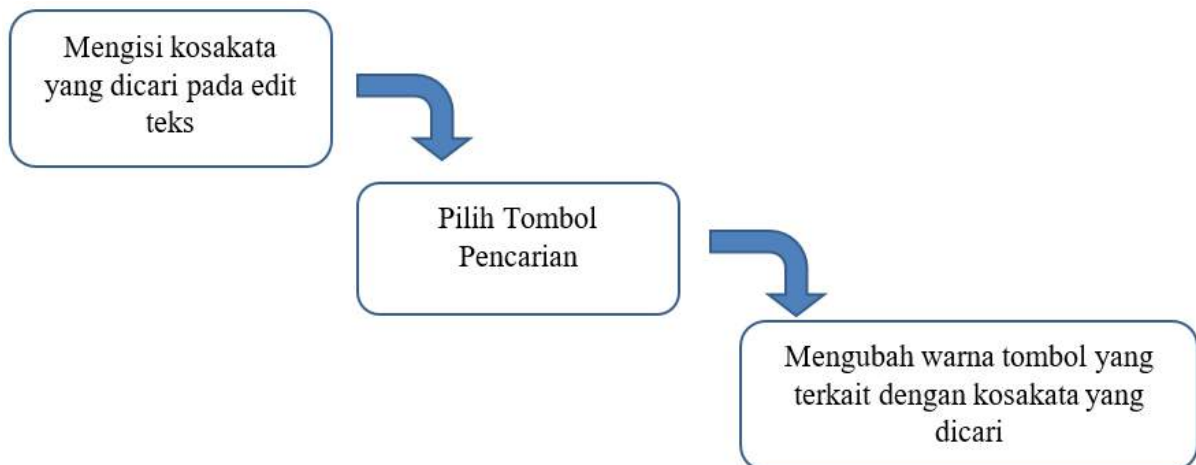 Mengisi kosakata
yang dicari pada edit
teks
Pilih Tombol
Pencarian
Mengubah warna tombol yang
terkait dengan kosakata yang
dicari